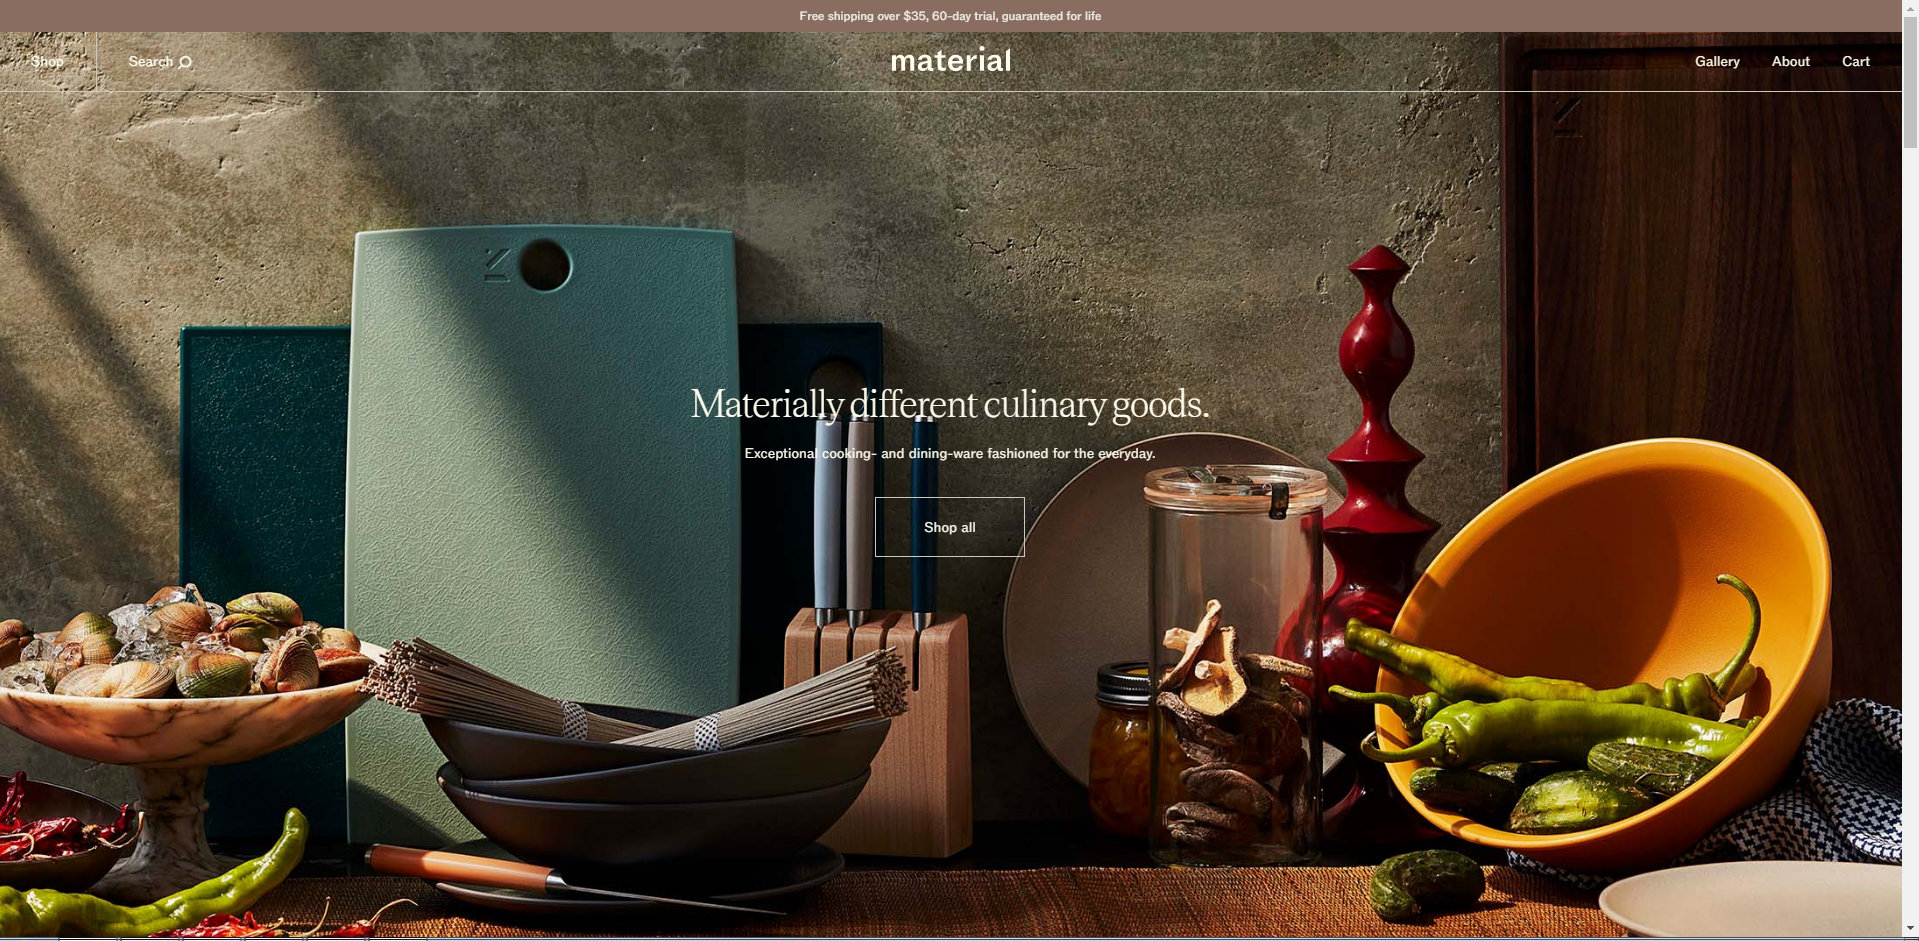 Free shipping over $35, 60-day trial, guaranteed for life
Shop
Search
material
Gallery
About
Cart
Materially different culinary goods.
Exceptional cooking- and dining-ware fashioned for the everyday.
Shop all